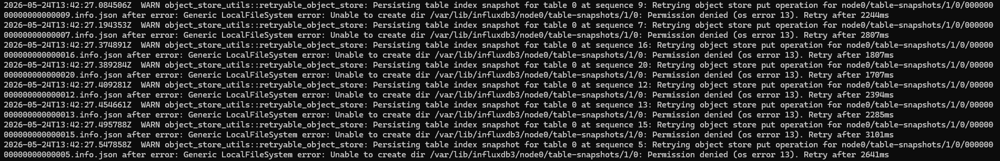 2026-05-24T13:42:27.084506Z  WARN object_store_utils::retryable_object_store: Persisting table index snapshot for table 0 at sequence 9: Retrying object store put operation for node0/table-snapshots/1/0/000000
00000000000009.info.json after error: Generic LocalFileSystem error: Unable to create dir /var/lib/influxdb3/node0/table-snapshots/1/0: Permission denied (os error 13). Retry after 2244ms
2026-05-24T13:42:27.194353Z  WARN object_store_utils::retryable_object_store: Persisting table index snapshot for table 0 at sequence 7: Retrying object store put operation for node0/table-snapshots/1/0/000000
00000000000007.info.json after error: Generic LocalFileSystem error: Unable to create dir /var/lib/influxdb3/node0/table-snapshots/1/0: Permission denied (os error 13). Retry after 2807ms
2026-05-24T13:42:27.374891Z  WARN object_store_utils::retryable_object_store: Persisting table index snapshot for table 0 at sequence 16: Retrying object store put operation for node0/table-snapshots/1/0/00000
000000000000016.info.json after error: Generic LocalFileSystem error: Unable to create dir /var/lib/influxdb3/node0/table-snapshots/1/0: Permission denied (os error 13). Retry after 1807ms
2026-05-24T13:42:27.389284Z  WARN object_store_utils::retryable_object_store: Persisting table index snapshot for table 0 at sequence 20: Retrying object store put operation for node0/table-snapshots/1/0/00000
000000000000020.info.json after error: Generic LocalFileSystem error: Unable to create dir /var/lib/influxdb3/node0/table-snapshots/1/0: Permission denied (os error 13). Retry after 1707ms
2026-05-24T13:42:27.409281Z  WARN object_store_utils::retryable_object_store: Persisting table index snapshot for table 0 at sequence 12: Retrying object store put operation for node0/table-snapshots/1/0/00000
000000000000012.info.json after error: Generic LocalFileSystem error: Unable to create dir /var/lib/influxdb3/node0/table-snapshots/1/0: Permission denied (os error 13). Retry after 2394ms
2026-05-24T13:42:27.454661Z  WARN object_store_utils::retryable_object_store: Persisting table index snapshot for table 0 at sequence 13: Retrying object store put operation for node0/table-snapshots/1/0/00000
000000000000013.info.json after error: Generic LocalFileSystem error: Unable to create dir /var/lib/influxdb3/node0/table-snapshots/1/0: Permission denied (os error 13). Retry after 2285ms
2026-05-24T13:42:27.495788Z  WARN object_store_utils::retryable_object_store: Persisting table index snapshot for table 0 at sequence 15: Retrying object store put operation for node0/table-snapshots/1/0/00000
000000000000015.info.json after error: Generic LocalFileSystem error: Unable to create dir /var/lib/influxdb3/node0/table-snapshots/1/0: Permission denied (os error 13). Retry after 3101ms
2026-05-24T13:42:27.547858Z  WARN object_store_utils::retryable_object_store: Persisting table index snapshot for table 0 at sequence 5: Retrying object store put operation for node0/table-snapshots/1/0/000000
00000000000005.info.json after error: Generic LocalFileSystem error: Unable to create dir /var/lib/influxdb3/node0/table-snapshots/1/0: Permission denied (os error 13). Retry after 2641ms